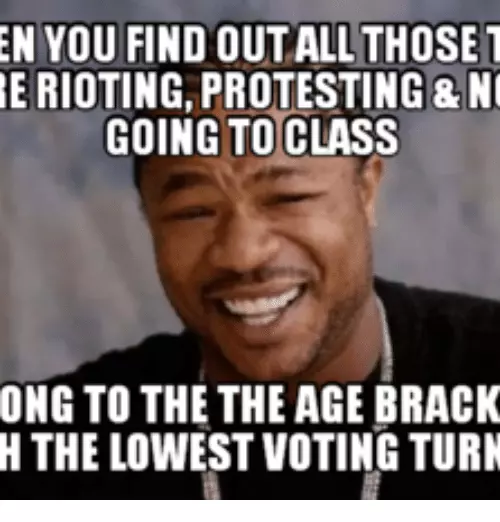 EN YOU FIND OUT ALL THOSE T
RE RIOTING, PROTESTING & NO
GOING TO CLASS
ONG TO THE THE AGE BRACK
H THE LOWEST VOTING TURN